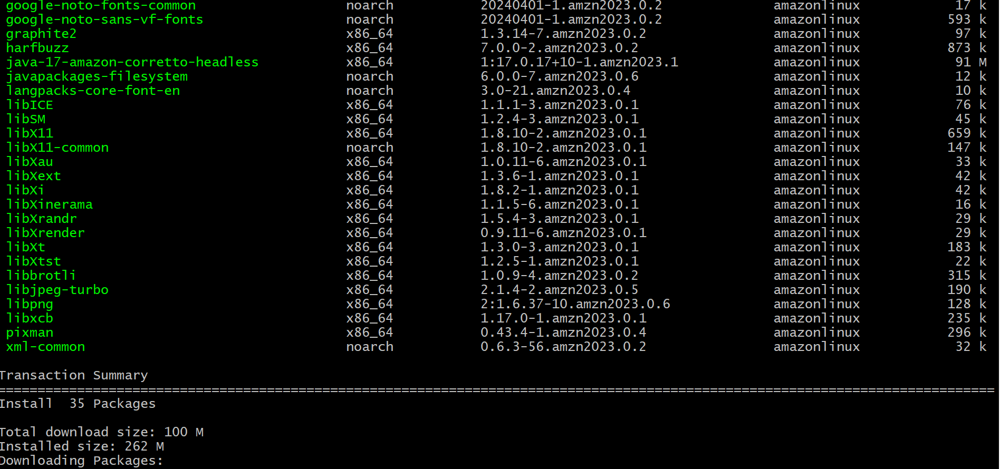 google-noto-fonts-common noarch 20240401-1.amzn2023.0.2 amazonlinux 17 k
google-noto-sans-vf-fonts noarch 20240401-1.amzn2023.0.2 amazonlinux 593 k
graphite2 x86_64 1.3.14-7.amzn2023.0.2 amazonlinux 97 k
harfbuzz x86_64 7.0.0-2.amzn2023.0.2 amazonlinux 873 k
java-17-amazon-corretto-headless x86_64 1:17.0.17+10-1.amzn2023.1 amazonlinux 91 M
javapackages-filesystem noarch 6.0.0-7.amzn2023.0.6 amazonlinux 12 k
langpacks-core-font-en noarch 3.0-21.amzn2023.0.4 amazonlinux 10 k
libICE x86_64 1.1.1-3.amzn2023.0.1 amazonlinux 76 k
libSM x86_64 1.2.4-3.amzn2023.0.1 amazonlinux 45 k
libX11 x86_64 1.8.10-2.amzn2023.0.1 amazonlinux 659 k
libX11-common noarch 1.8.10-2.amzn2023.0.1 amazonlinux 147 k
libXau x86_64 1.0.11-6.amzn2023.0.1 amazonlinux 33 k
libXext x86_64 1.3.6-1.amzn2023.0.1 amazonlinux 42 k
libXi x86_64 1.8.2-1.amzn2023.0.1 amazonlinux 42 k
libXinerama x86_64 1.1.5-6.amzn2023.0.1 amazonlinux 16 k
libXrandr x86_64 1.5.4-3.amzn2023.0.1 amazonlinux 29 k
libXrender x86_64 0.9.11-6.amzn2023.0.1 amazonlinux 29 k
libXt x86_64 1.3.0-3.amzn2023.0.1 amazonlinux 183 k
libXtst x86_64 1.2.5-1.amzn2023.0.1 amazonlinux 22 k
libbrotli x86_64 1.0.9-4.amzn2023.0.2 amazonlinux 315 k
libjpeg-turbo x86_64 2.1.4-2.amzn2023.0.5 amazonlinux 190 k
libpng x86_64 2:1.6.37-10.amzn2023.0.6 amazonlinux 128 k
libxcb x86_64 1.17.0-1.amzn2023.0.1 amazonlinux 235 k
pixman x86_64 0.43.4-1.amzn2023.0.4 amazonlinux 296 k
xml-common noarch 0.6.3-56.amzn2023.0.2 amazonlinux 32 k
Transaction Summary
==============================================================================================================================
Install 35 Packages
Total download size: 100 M
Installed size: 262 M
Downloading Packages: